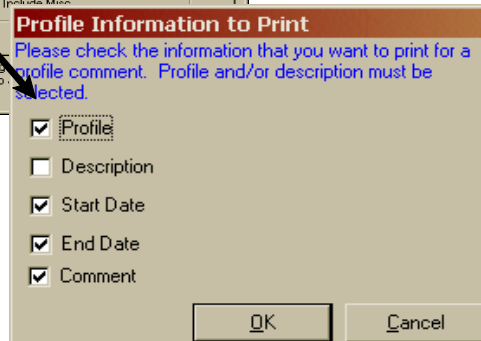 Include Misc
Profile Information to Print
Please check the information that you want to print for a
profile comment. Profile and/or description must be
selected.
Profile
Description
Start Date
End Date
Comment
OK
Cancel